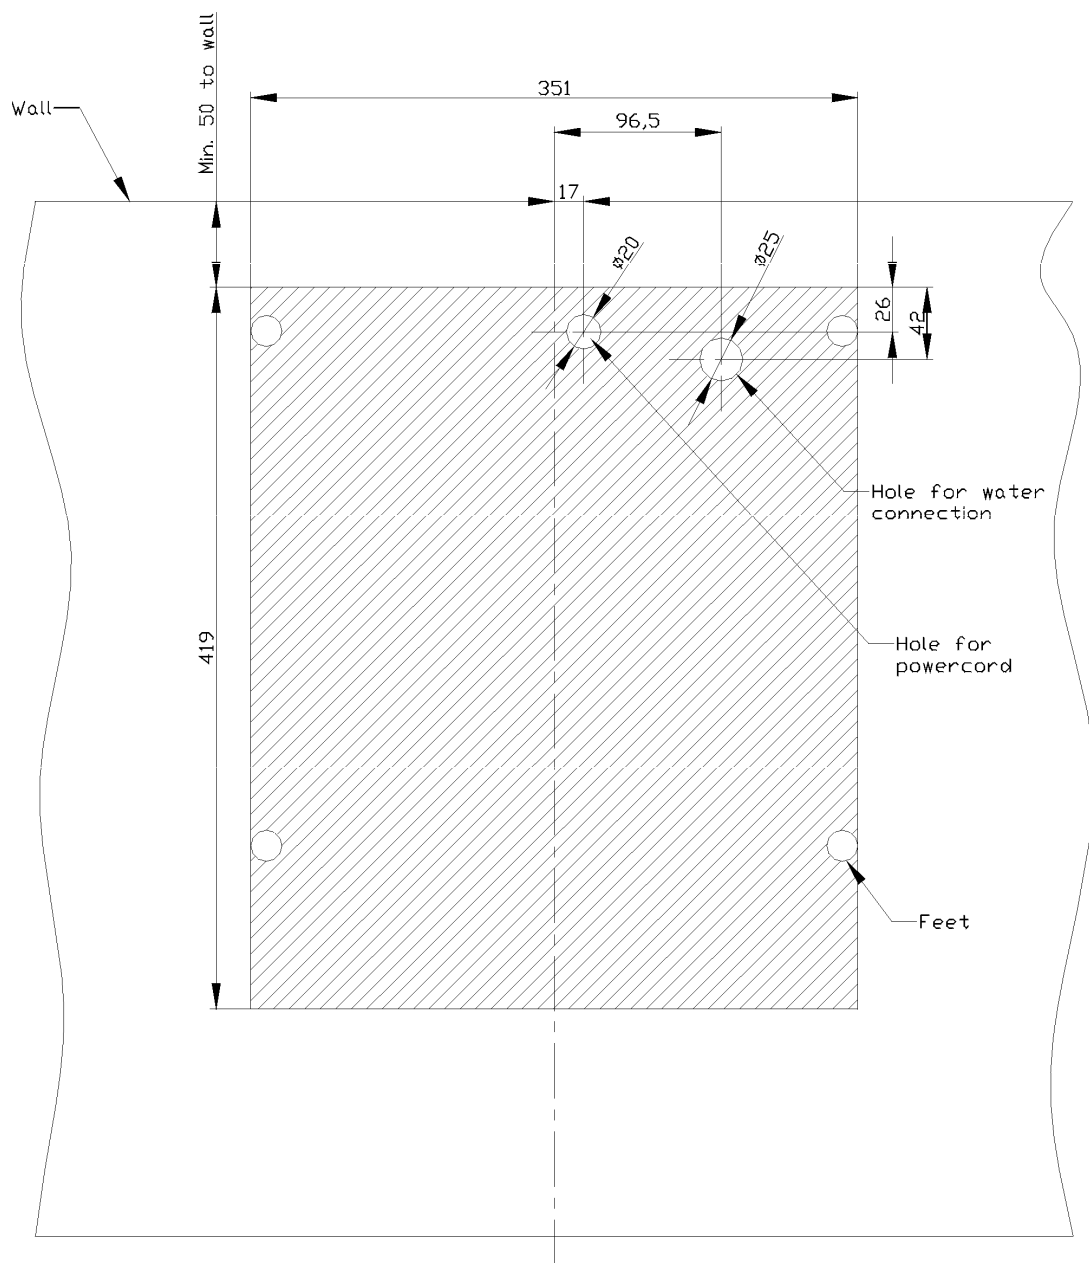 Min. 50 to wall
351
Wall
96,5
17
ø20
ø25
26
42
Hole for water
connection
419
Hole for
powercord
Feet